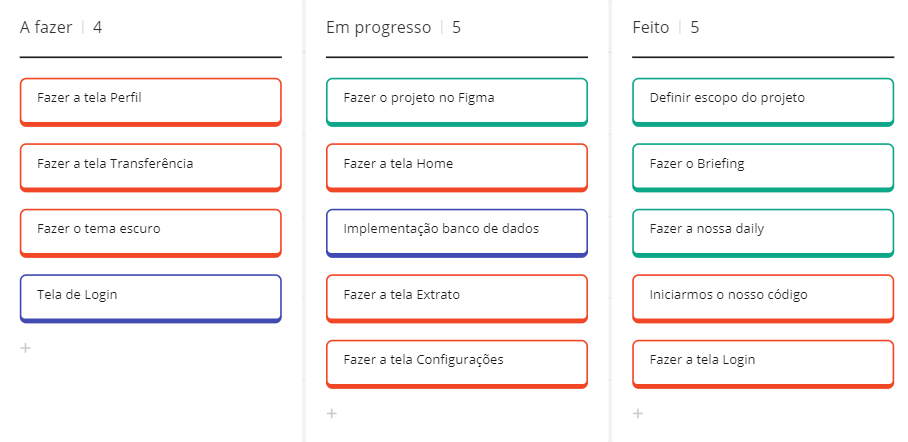 A fazer | 4
Fazer a tela Perfil
Fazer a tela Transferência
Fazer o tema escuro
Tela de Login
+
Em progresso | 5
Fazer o projeto no Figma
Fazer a tela Home
Implementação banco de dados
Fazer a tela Extrato
Fazer a tela Configurações
+
Feito | 5
Definir escopo do projeto
Fazer o Briefing
Fazer a nossa daily
Iniciarmos o nosso código
Fazer a tela Login
+